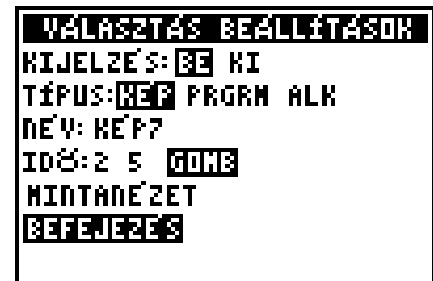 VÁLASZTÁS BEÁLLÍTÁSOK
KIJELZÉS: BE KI
TÍPUS: KÉP PRGRM ALK
NÉV: KÉP7
IDŐ: 2 5 GOMB
MINTANÉZET
BEFEJEZÉS